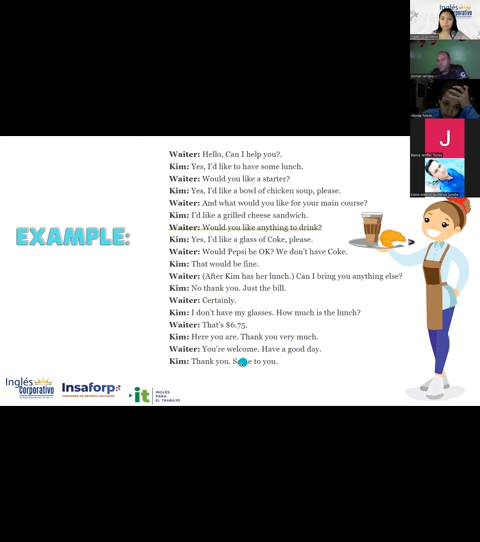 Inglés
Corporativo
Waiter: Hello, Can I help you?.
Kim: Yes, I'd like to have some lunch.
Waiter: Would you like a starter?
Kim: Yes, I'd like a bowl of chicken soup, please.
Waiter: And what would you like for your main course?
Kim: I'd like a grilled cheese sandwich.
Waiter: Would you like anything to drink?
Kim: Yes, I'd like a glass of Coke, please.
Waiter: Would Pepsi be OK? We don't have Coke.
Kim: That would be fine.
Waiter: (After Kim has her lunch.) Can I bring you anything else?
Kim: No thank you. Just the bill.
Waiter: Certainly.
Kim: I don't have my glasses. How much is the lunch?
Waiter: That's $6.75.
Kim: Here you are. Thank you very much.
Waiter: You're welcome. Have a good day.
Kim: Thank you. Same to you.
EXAMPLE:
J
Inglés
Corporativo
Insaforp
it
INGLÉS
PARA
EL TRABAJO